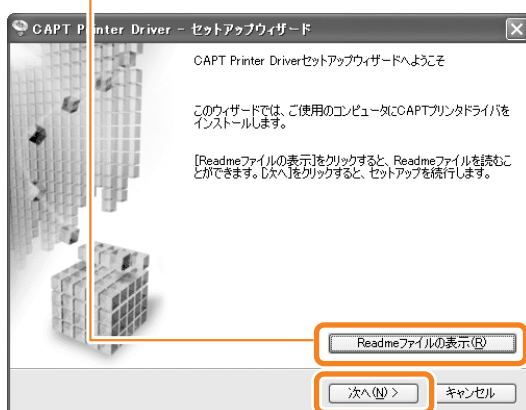 CAPT Printer Driver - セットアップウィザード
CAPT Printer Driverセットアップウィザードへようこそ
このウィザードでは、ご使用のコンピュータにCAPTプリンタドライバを
インストールします。
[Readmeファイルの表示]をクリックすると、Readmeファイルを読むこ
とができます。[次へ]をクリックすると、セットアップを続行します。
Readmeファイルの表示(R)
次へ(N) >
キャンセル